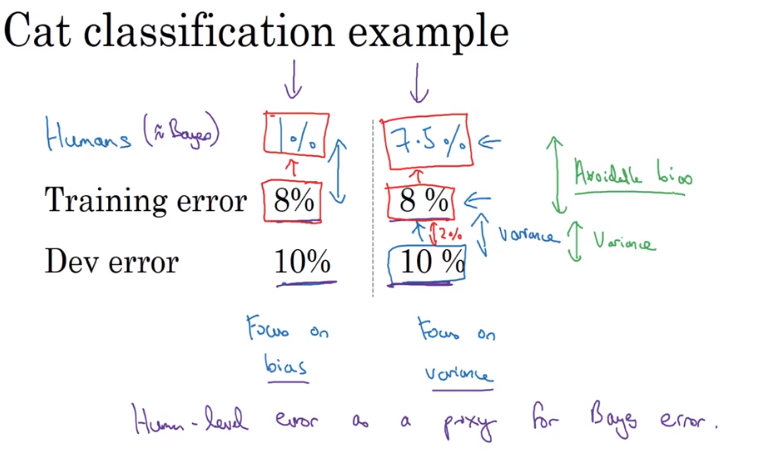 Cat classification example
Humans (≈ Bayes) 1% 7.5%
Training error 8% 8 % Avoidable bias
2% Variance Variance
Dev error 10% 10 %
Focus on Focus on
bias variance
Human-level error as a proxy for Bayes error.